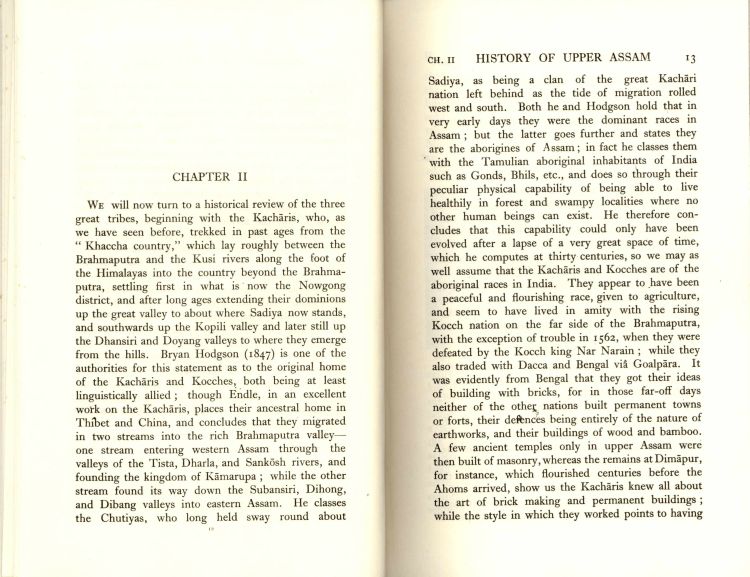 CHAPTER II
WE will now turn to a historical review of the three
great tribes, beginning with the Kachāris, who, as
we have seen before, trekked in past ages from the
“ Khaccha country,” which lay roughly between the
Brahmaputra and the Kusi rivers along the foot of
the Himalayas into the country beyond the Brahma-
putra, settling first in what is now the Nowgong
district, and after long ages extending their dominions
up the great valley to about where Sadiya now stands,
and southwards up the Kopili valley and later still up
the Dhansiri and Doyang valleys to where they emerge
from the hills. Bryan Hodgson (1847) is one of the
authorities for this statement as to the original home
of the Kachāris and Kocches, both being at least
linguistically allied ; though Endle, in an excellent
work on the Kachāris, places their ancestral home in
Thibet and China, and concludes that they migrated
in two streams into the rich Brahmaputra valley—
one stream entering western Assam through the
valleys of the Tista, Dharla, and Sankösh rivers, and
founding the kingdom of Kāmarupa ; while the other
stream found its way down the Subansiri, Dihong,
and Dibang valleys into eastern Assam. He classes
the Chutiyas, who long held sway round about
CH. II HISTORY OF UPPER ASSAM 13
Sadiya, as being a clan of the great Kachāri
nation left behind as the tide of migration rolled
west and south. Both he and Hodgson hold that in
very early days they were the dominant races in
Assam ; but the latter goes further and states they
are the aborigines of Assam ; in fact he classes them
with the Tamulian aboriginal inhabitants of India
such as Gonds, Bhils, etc., and does so through their
peculiar physical capability of being able to live
healthily in forest and swampy localities where no
other human beings can exist. He therefore con-
cludes that this capability could only have been
evolved after a lapse of a very great space of time,
which he computes at thirty centuries, so we may as
well assume that the Kachāris and Kocches are of the
aboriginal races in India. They appear to have been
a peaceful and flourishing race, given to agriculture,
and seem to have lived in amity with the rising
Kocch nation on the far side of the Brahmaputra,
with the exception of trouble in 1562, when they were
defeated by the Kocch king Nar Narain ; while they
also traded with Dacca and Bengal viâ Goalpāra. It
was evidently from Bengal that they got their ideas
of building with bricks, for in those far-off days
neither of the other nations built permanent towns
or forts, their defences being entirely of the nature of
earthworks, and their buildings of wood and bamboo.
A few ancient temples only in upper Assam were
then built of masonry, whereas the remains at Dimāpur,
for instance, which flourished centuries before the
Ahoms arrived, show us the Kachāris knew all about
the art of brick making and permanent buildings ;
while the style in which they worked points to having